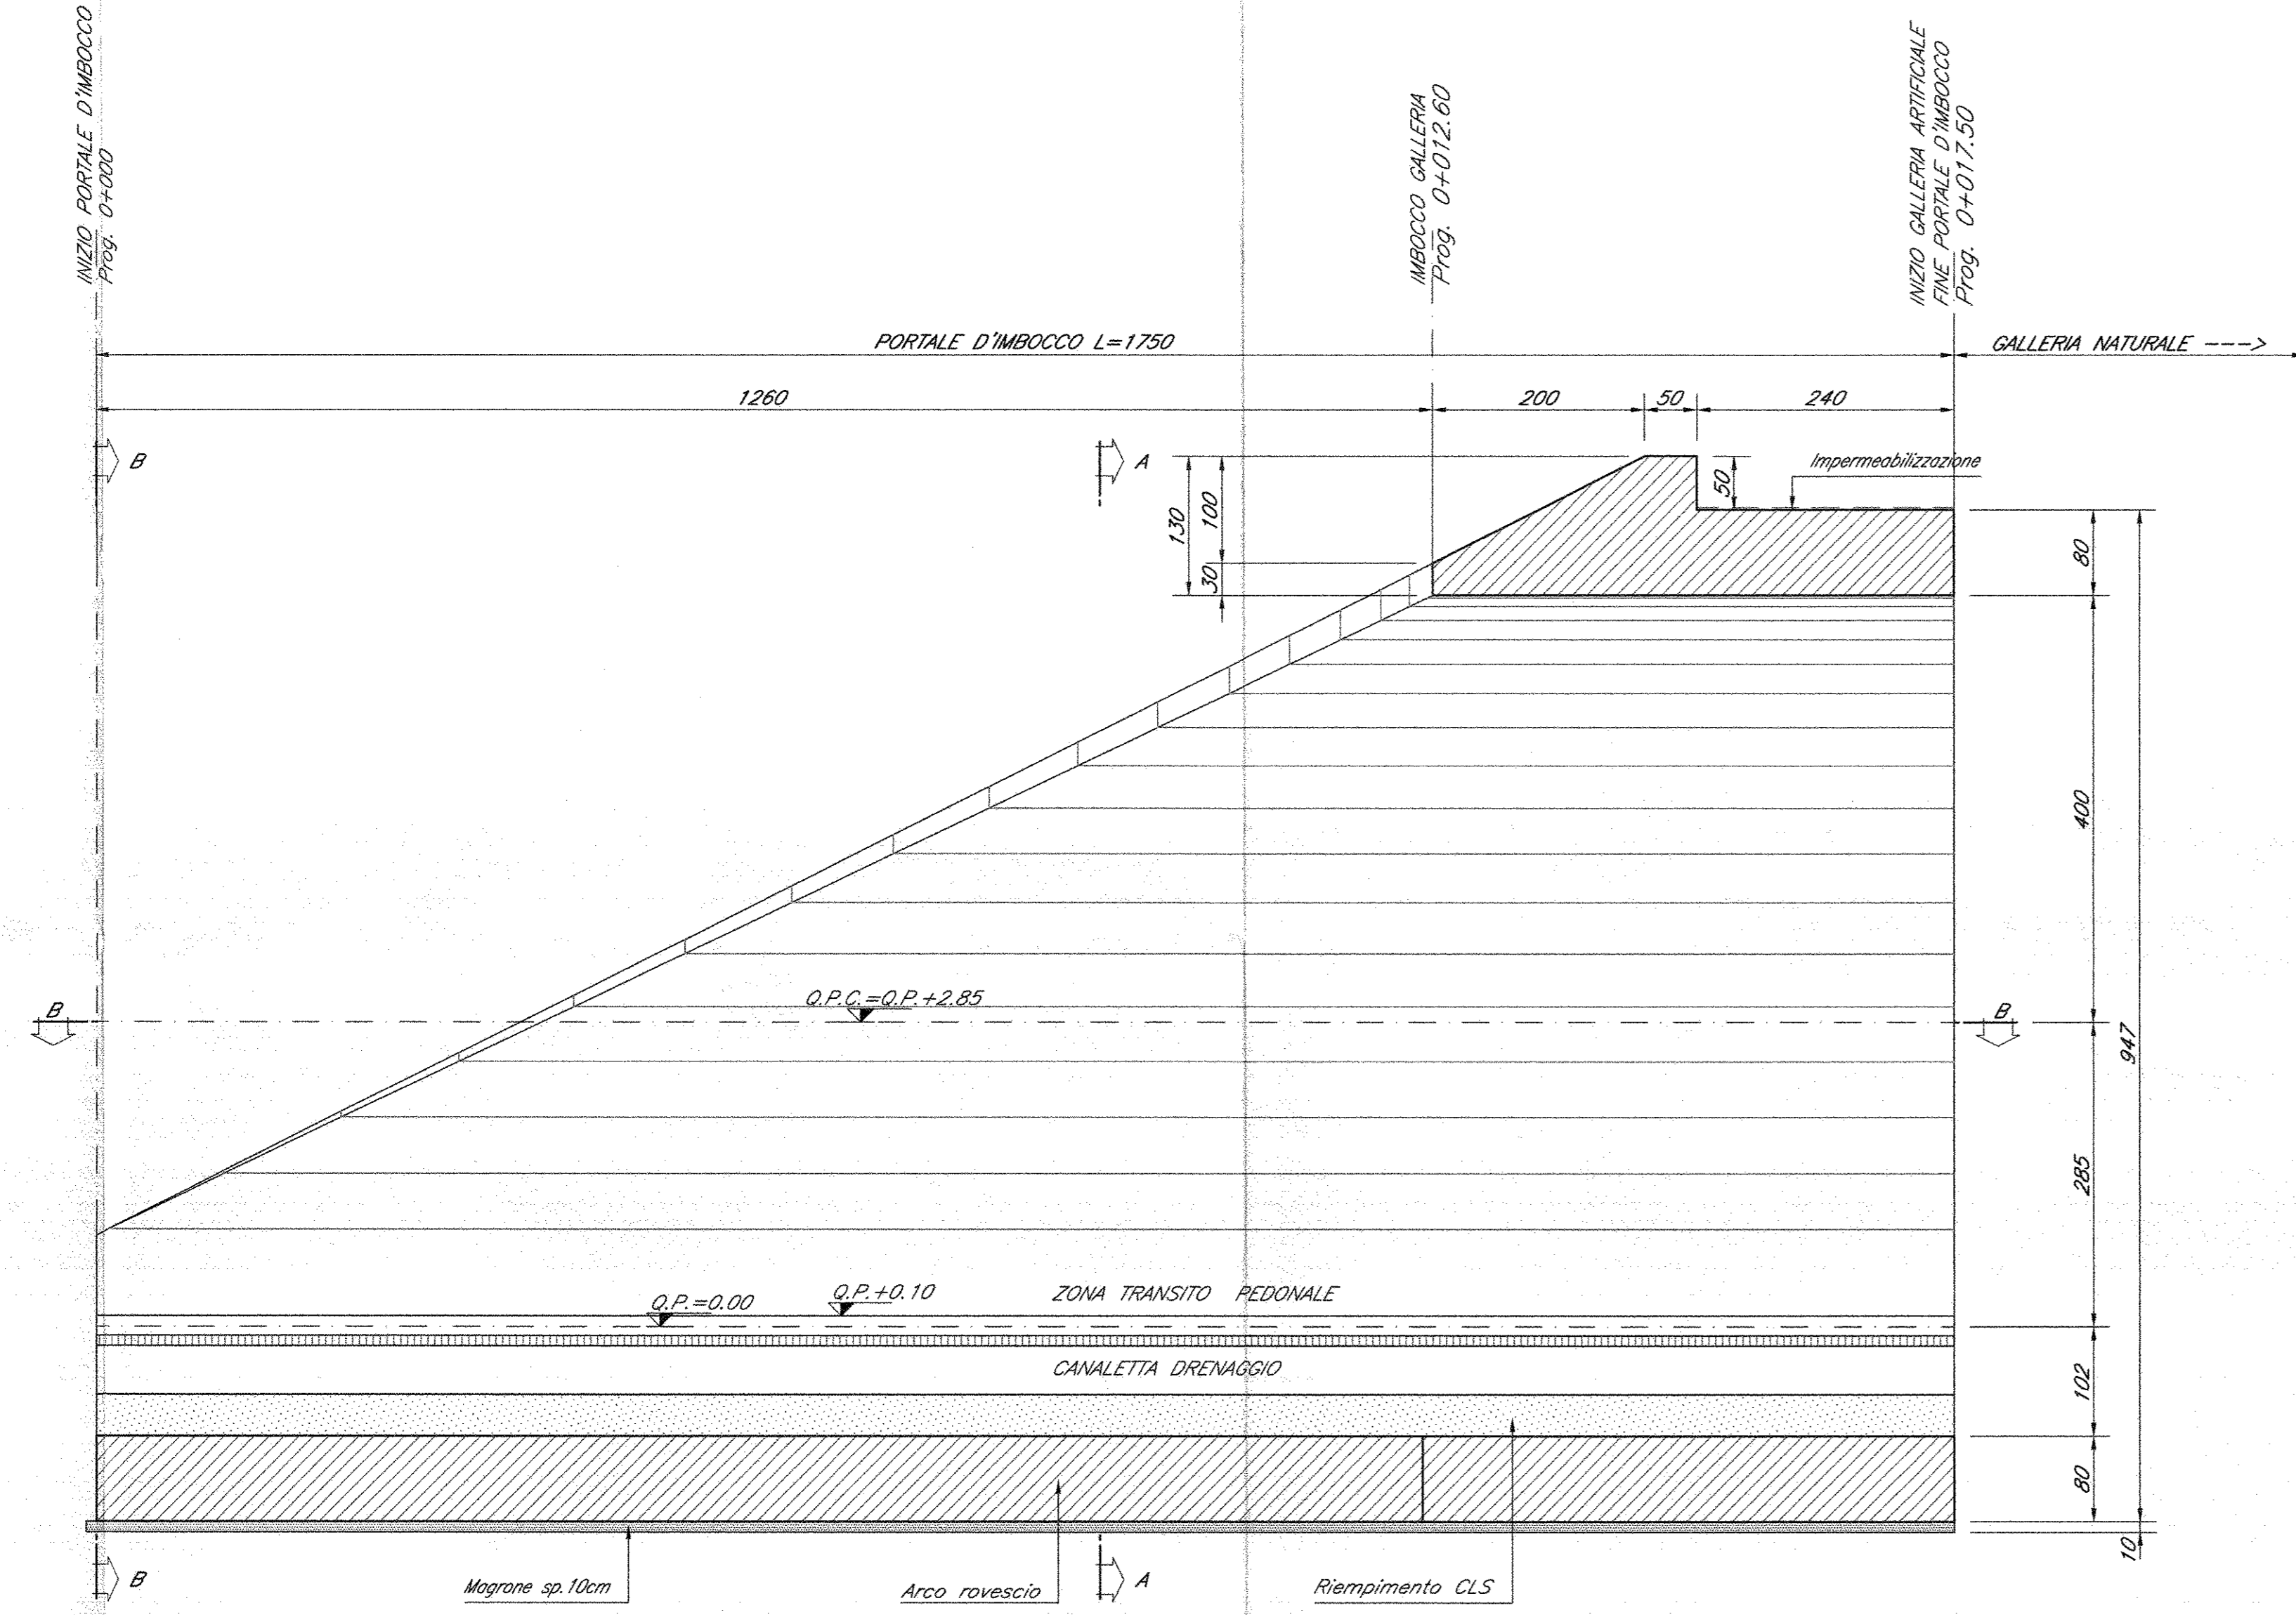 INIZIO PORTALE D'IMBOCCO
Prog. 0+000
IMBOCCO GALLERIA
Prog. 0+012.60
INIZIO GALLERIA ARTIFICIALE
FINE PORTALE D'IMBOCCO
Prog. 0+017.50
PORTALE D'IMBOCCO L=1750
GALLERIA NATURALE --->
1260
200
50
240
B
A
Impermeabilizzazione
50
130
100
30
80
400
Q.P.C.=Q.P.+2.85
B
B
947
285
Q.P.=0.00
Q.P.+0.10
ZONA TRANSITO PEDONALE
CANALETTA DRENAGGIO
102
80
10
B
Magrone sp.10cm
Arco rovescio
A
Riempimento CLS